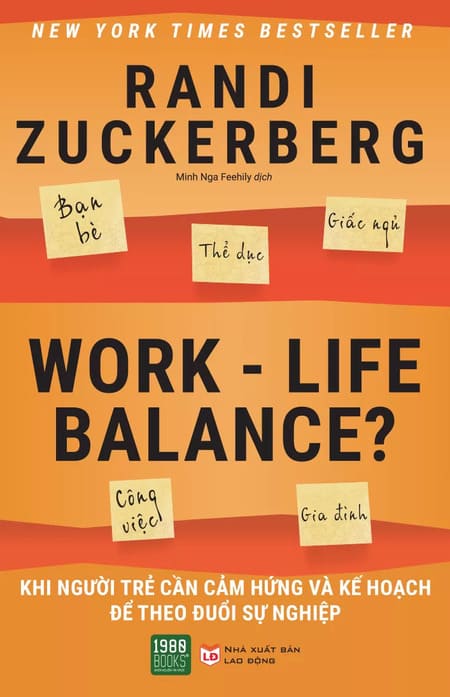 NEW YORK TIMES BESTSELLER
RANDI
ZUCKERBERG
Minh Nga Feehily dịch
Bạn
bè
Thể dục
Giấc ngủ
WORK - LIFE
BALANCE?
Công
việc
Gia đình
KHI NGƯỜI TRẺ CẦN CẢM HỨNG VÀ KẾ HOẠCH
ĐỂ THEO ĐUỔI SỰ NGHIỆP
1980
BOOKS
LĐ
NHÀ XUẤT BẢN
LAO ĐỘNG